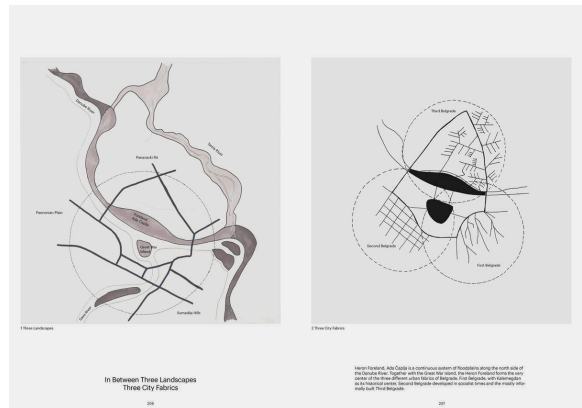 Danube River
Tamiš River
Pančevački Rit
Pannonian Plain
Foreland
Ada Čaplja
Great War
Island
Sava River
Šumadija Hills
1 Three Landscapes
In Between Three Landscapes
Three City Fabrics
206
Third Belgrade
Second Belgrade
First Belgrade
2 Three City Fabrics
Heron Foreland, Ada Čaplja is a continuous system of floodplains along the north side of
the Danube River. Together with the Great War Island, the Heron Foreland forms the very
center of the three different urban fabrics of Belgrade, First Belgrade, with Kalemegdan
as its historical center, Second Belgrade developed in socialist times and the mostly infor-
mally built Third Belgrade.
207